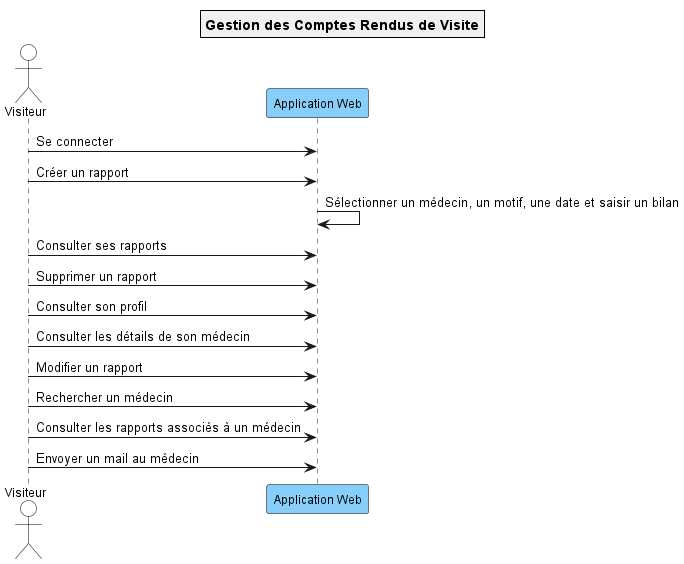 Gestion des Comptes Rendus de Visite
Visiteur
Application Web
Se connecter
Créer un rapport
Sélectionner un médecin, un motif, une date et saisir un bilan
Consulter ses rapports
Supprimer un rapport
Consulter son profil
Consulter les détails de son médecin
Modifier un rapport
Rechercher un médecin
Consulter les rapports associés à un médecin
Envoyer un mail au médecin
Visiteur
Application Web